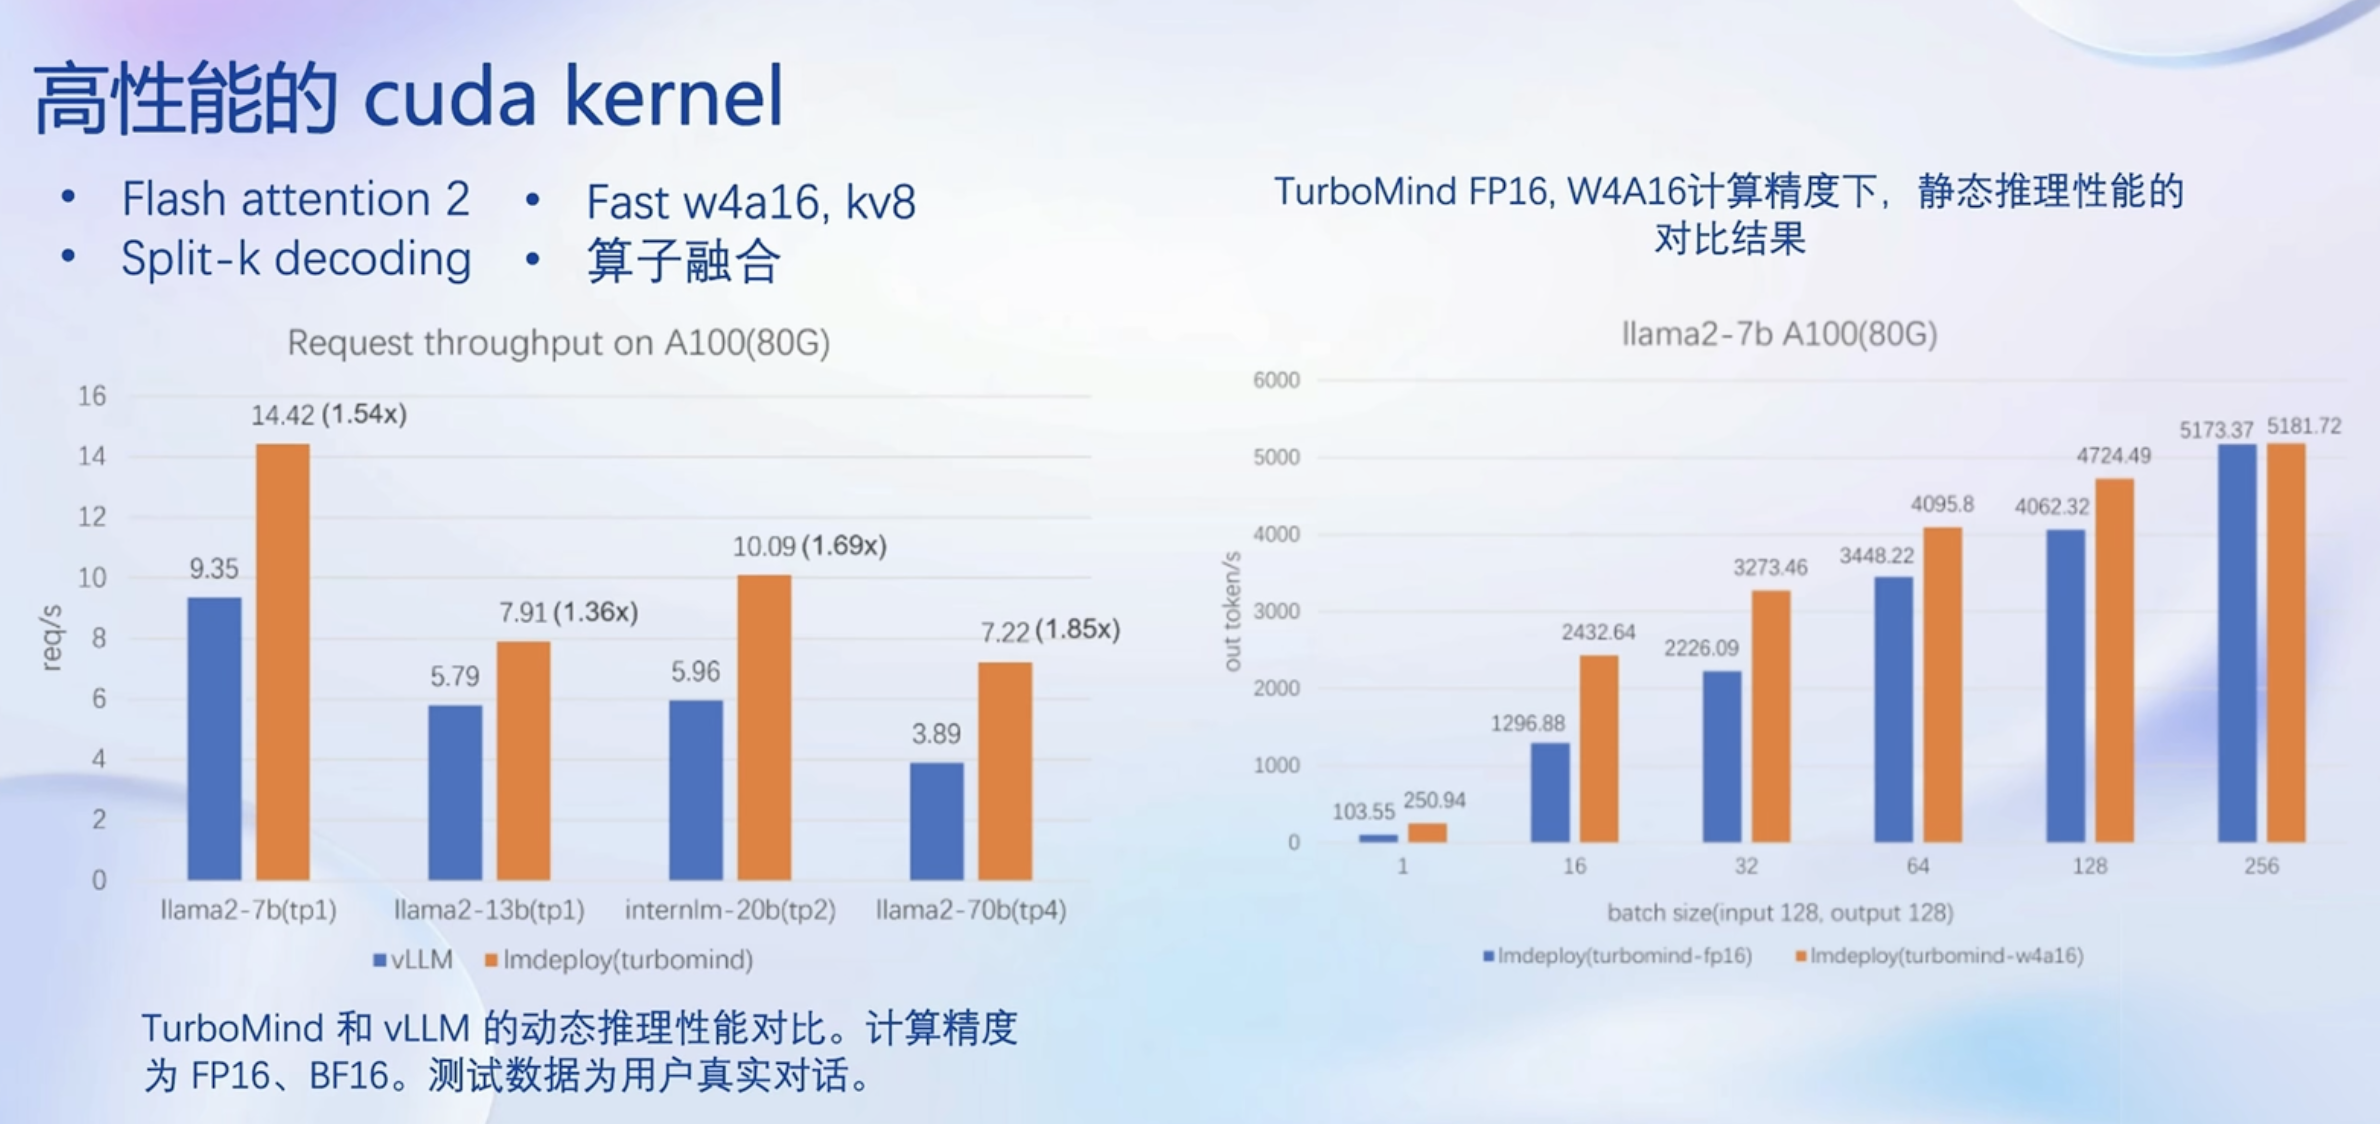 高性能的 cuda kernel
• Flash attention 2
• Split-k decoding
• Fast w4a16, kv8
• 算子融合
Request throughput on A100(80G)
req/s
16
14
12
10
8
6
4
2
0
9.35
14.42 (1.54x)
5.79
7.91 (1.36x)
5.96
10.09 (1.69x)
3.89
7.22 (1.85x)
llama2-7b(tp1)
llama2-13b(tp1)
internlm-20b(tp2)
llama2-70b(tp4)
vLLM
lmdeploy(turbomind)
TurboMind 和 vLLM 的动态推理性能对比。计算精度
为 FP16、BF16。测试数据为用户真实对话。
TurboMind FP16, W4A16计算精度下，静态推理性能的
对比结果
llama2-7b A100(80G)
out token/s
6000
5000
4000
3000
2000
1000
0
103.55
250.94
1296.88
2432.64
2226.09
3273.46
3448.22
4095.8
4062.32
4724.49
5173.37
5181.72
1
16
32
64
128
256
batch size(input 128, output 128)
lmdeploy(turbomind-fp16)
lmdeploy(turbomind-w4a16)